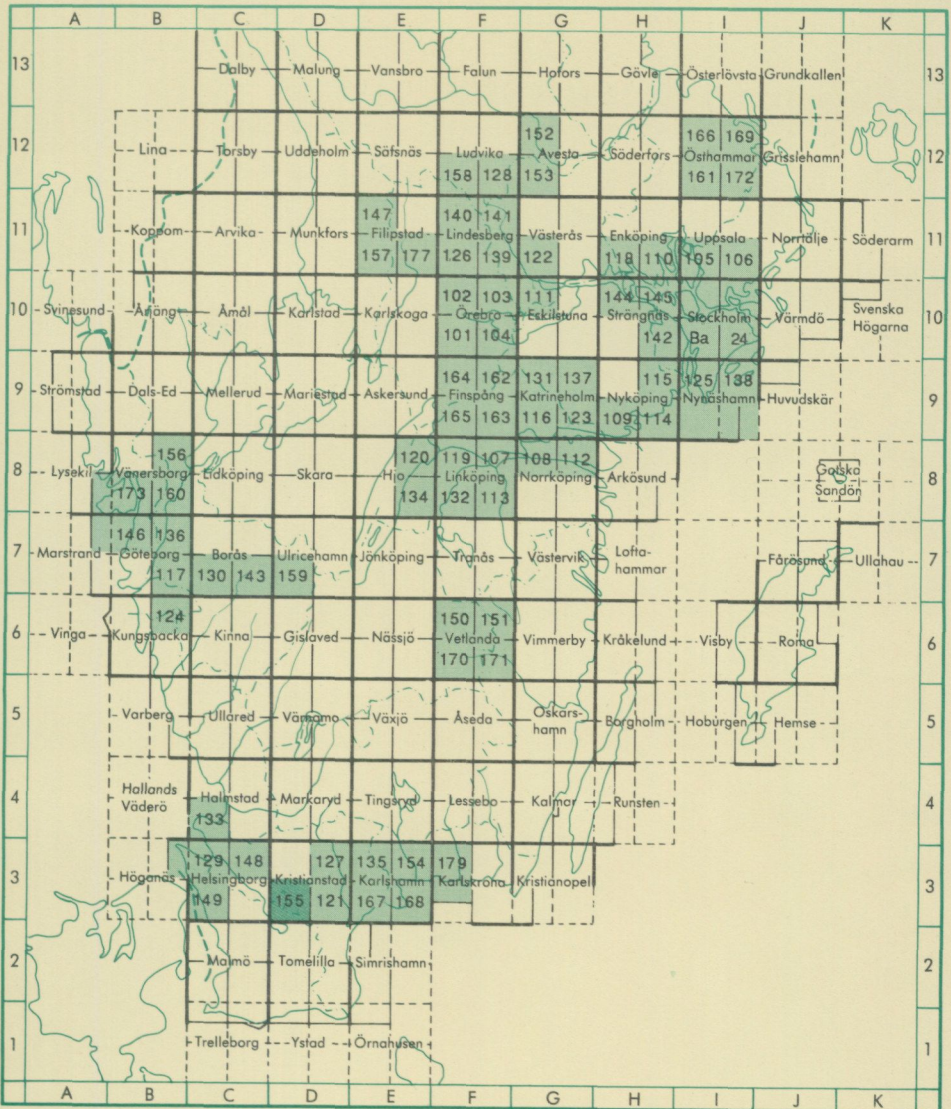 A B C D E F G H I J K
13 Dalby Malung Vansbro Falun Hofors Gävle Österlövsta Grundkallen 13
152 166 169
12 Lina Torsby Uddeholm Säfsnäs Ludvika Avesta Söderfors Östhammar Grisslehamn 12
158 128 153 161 172
147 140 141
11 Koppom Arvika Munkfors Filipstad Lindesberg Västerås Enköping Uppsala Norrtälje Söderarm 11
157 177 126 139 122 118 110 105 106
102 103 111 144 145
10 Svinesund Årjäng Åmål Karlstad Karlskoga Örebro Eskilstuna Strängnäs Stockholm Värmdö Svenska Högarna 10
101 104 142 Ba 24
164 162 131 137 115 125 138
9 Strömstad Dals-Ed Mellerud Mariestad Askersund Finspång Katrineholm Nyköping Nynäshamn Huvudskär 9
165 163 116 123 109 114
156 120 119 107 108 112
8 Lysekil Vänersborg Lidköping Skara Hjo Linköping Norrköping Arkösund Gotska Sandön 8
173 160 134 132 113
146 136
7 Marstrand Göteborg Borås Ulricehamn Jönköping Tranås Västervik Lofta-hammar Fårösund Ullahau 7
117 130 143 159
124 150 151
6 Vinga Kungsbacka Kinna Gislaved Nässjö Vetlanda Vimmerby Kråkelund Visby Roma 6
170 171
5 Varberg Ullared Värnamo Växjö Åseda Oskars-hamn Borgholm Hoburgen Hemse 5
4 Hallands Väderö Halmstad Markaryd Tingsryd Lessebo Kalmar Runsten 4
133
129 148 127 135 154 179
3 Höganäs Helsingborg Kristianstad Karlshamn Karlskrona Kristianopel 3
149 155 121 167 168
2 Malmö Tomelilla Simrishamn 2
1 Trelleborg Ystad Örnahusen 1
A B C D E F G H I J K